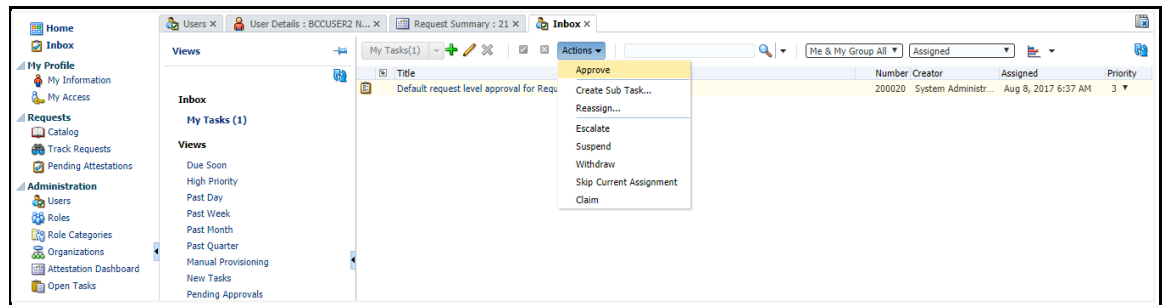 Home
Inbox
My Profile
My Information
My Access
Requests
Catalog
Track Requests
Pending Attestations
Administration
Users
Roles
Role Categories
Organizations
Attestation Dashboard
Open Tasks
Users
User Details : BCCUSER2 N...
Request Summary : 21
Inbox
Views
Inbox
My Tasks (1)
Views
Due Soon
High Priority
Past Day
Past Week
Past Month
Past Quarter
Manual Provisioning
New Tasks
Pending Approvals
My Tasks(1) Actions Me & My Group All Assigned
Title Number Creator Assigned Priority
Default request level approval for Requ 200020 System Administr... Aug 8, 2017 6:37 AM 3
Approve
Create Sub Task...
Reassign...
Escalate
Suspend
Withdraw
Skip Current Assignment
Claim